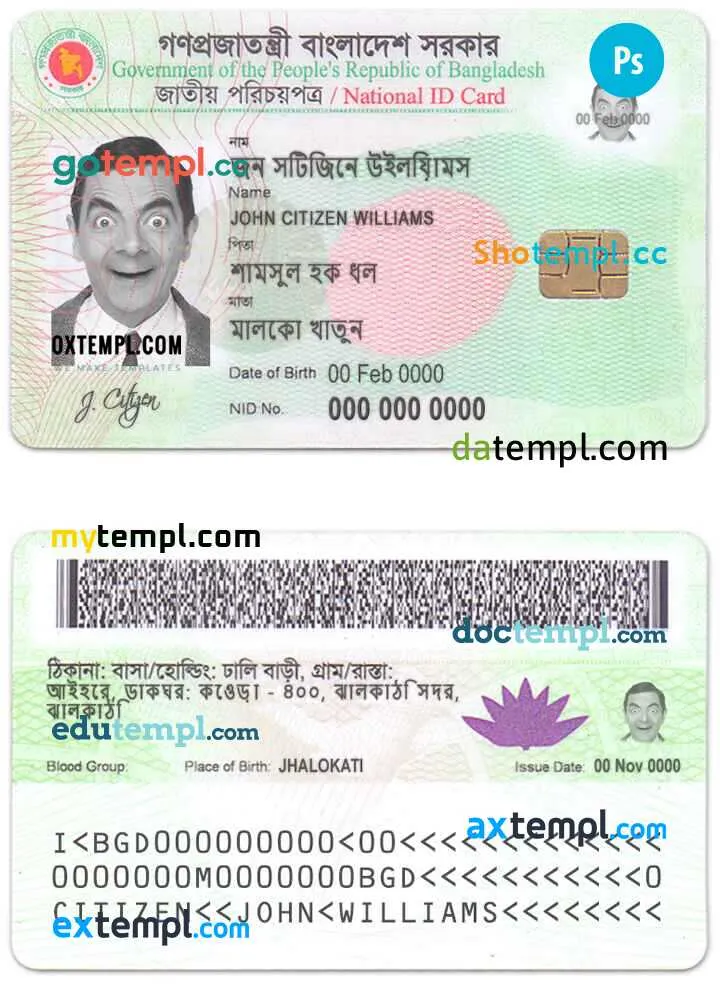 গণপ্রজাতন্ত্রী বাংলাদেশ সরকার
Government of the People's Republic of Bangladesh
জাতীয় পরিচয়পত্র / National ID Card
Ps
00 Feb 0000
gotempl.cc
নাম
জন সটিজিনে উইলয়িামস
Name
JOHN CITIZEN WILLIAMS
পিতা
শামসুল হক ধল
Shotempl.cc
মাতা
মালকো খাতুন
OXTEMPL.COM
WE MAKE TEMPLATES
Date of Birth 00 Feb 0000
J. Citizen
NID No. 000 000 0000
datempl.com
mytempl.com
doctempl.com
ঠিকানা: বাসা/হোল্ডিং: ঢালি বাড়ী, গ্রাম/রাস্তা:
আইহরে, ডাকঘর: কওেড়া - ৪০০, ঝালকাঠি সদর,
ঝালকাঠি
edutempl.com
Blood Group: Place of Birth: JHALOKATI Issue Date: 00 Nov 0000
axtempl.com
I<BGD0000000000<00<<<<<<<<<<<<<
0000000M0000000BGD<<<<<<<<<<<0
CITIZEN<<JOHN<WILLIAMS<<<<<<<<
extempl.com